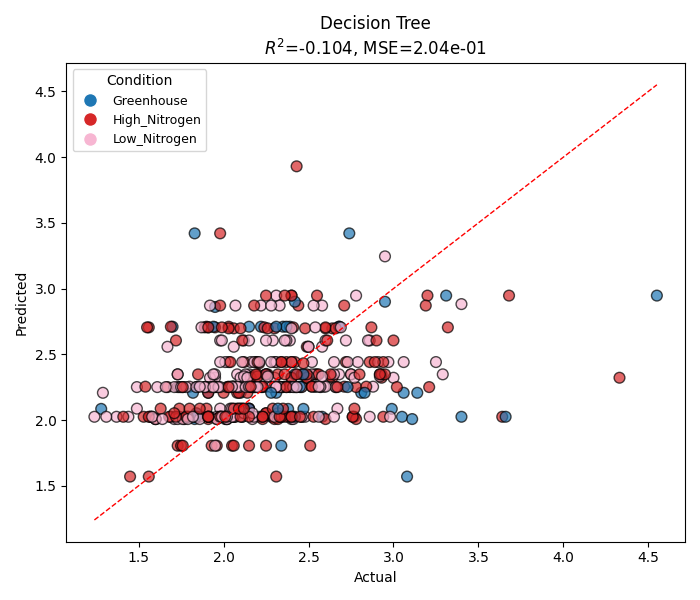 Decision Tree
R²=-0.104, MSE=2.04e-01
Condition
Greenhouse
High_Nitrogen
Low_Nitrogen
4.5
4.0
3.5
3.0
2.5
2.0
1.5
Predicted
1.5 2.0 2.5 3.0 3.5 4.0 4.5
Actual